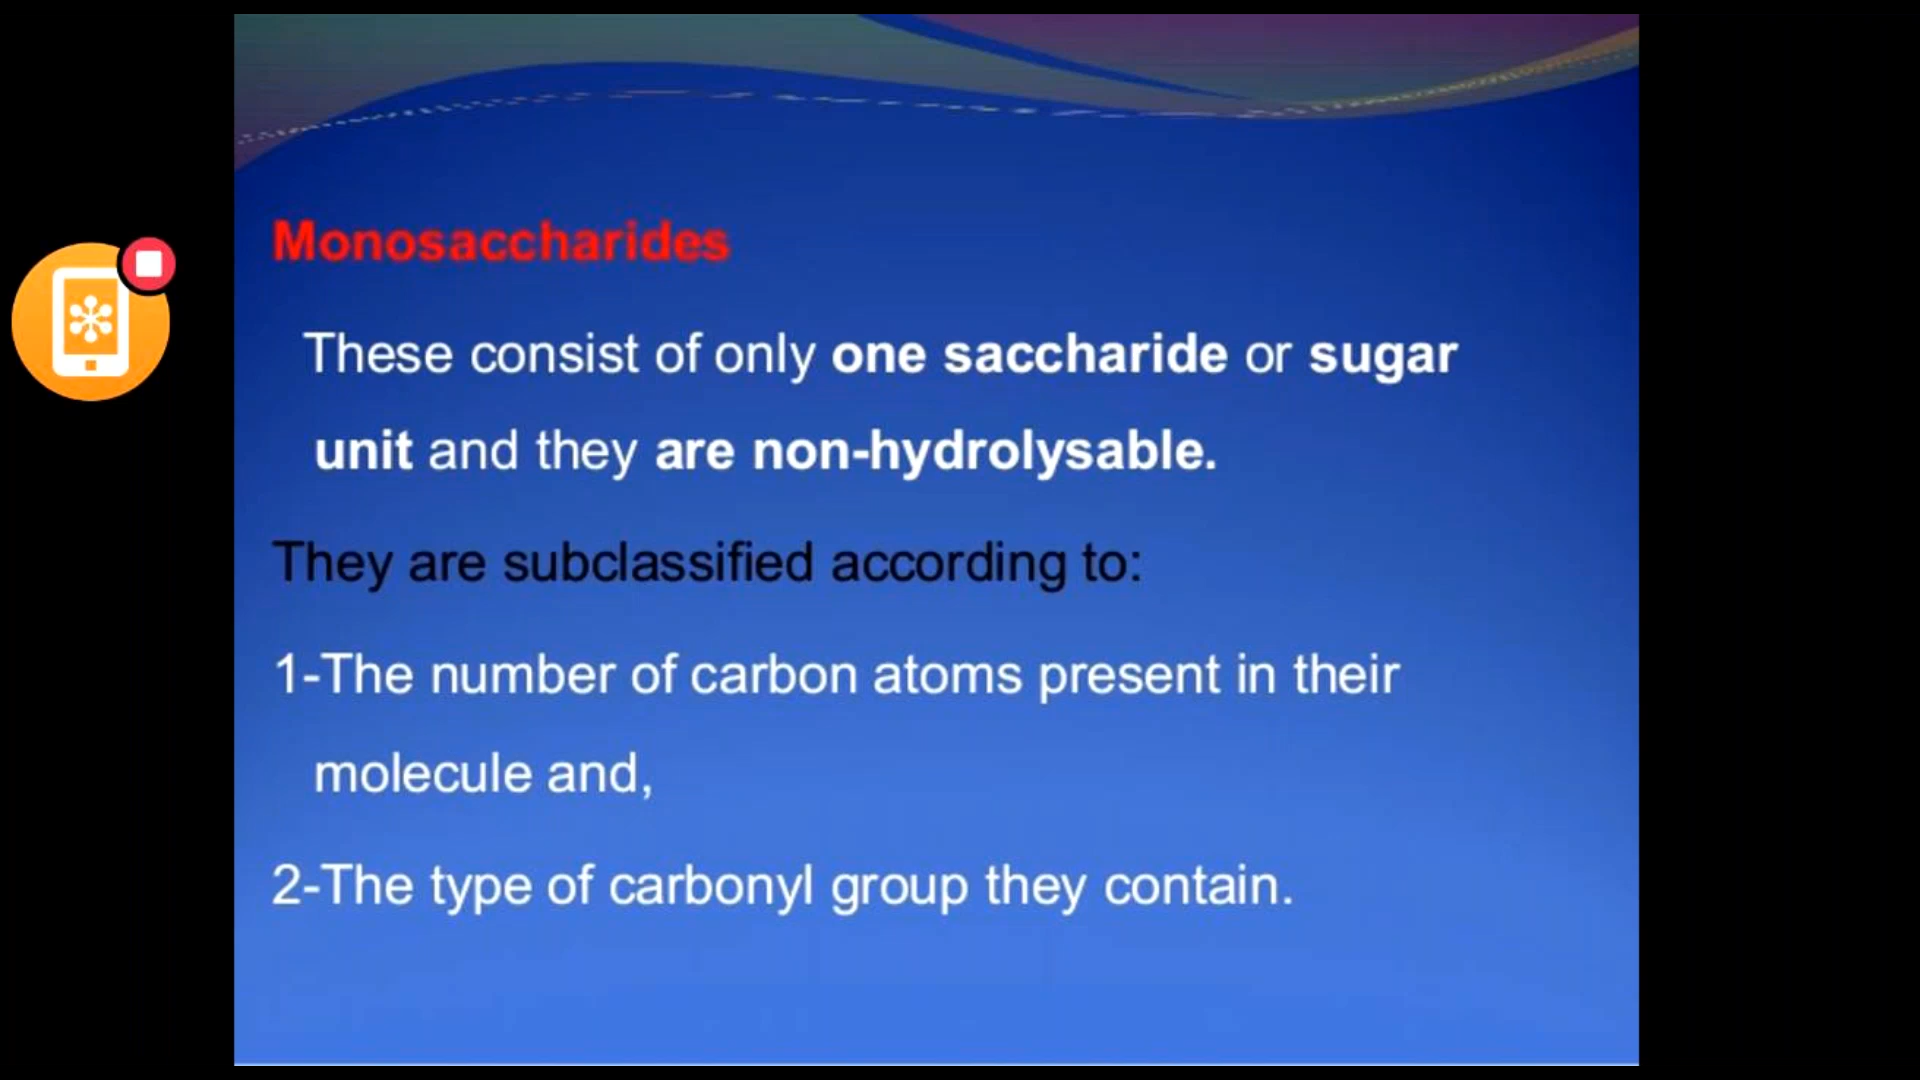 Monosaccharides
These consist of only one saccharide or sugar
unit and they are non-hydrolysable.
They are subclassified according to:
1-The number of carbon atoms present in their
molecule and,
2-The type of carbonyl group they contain.